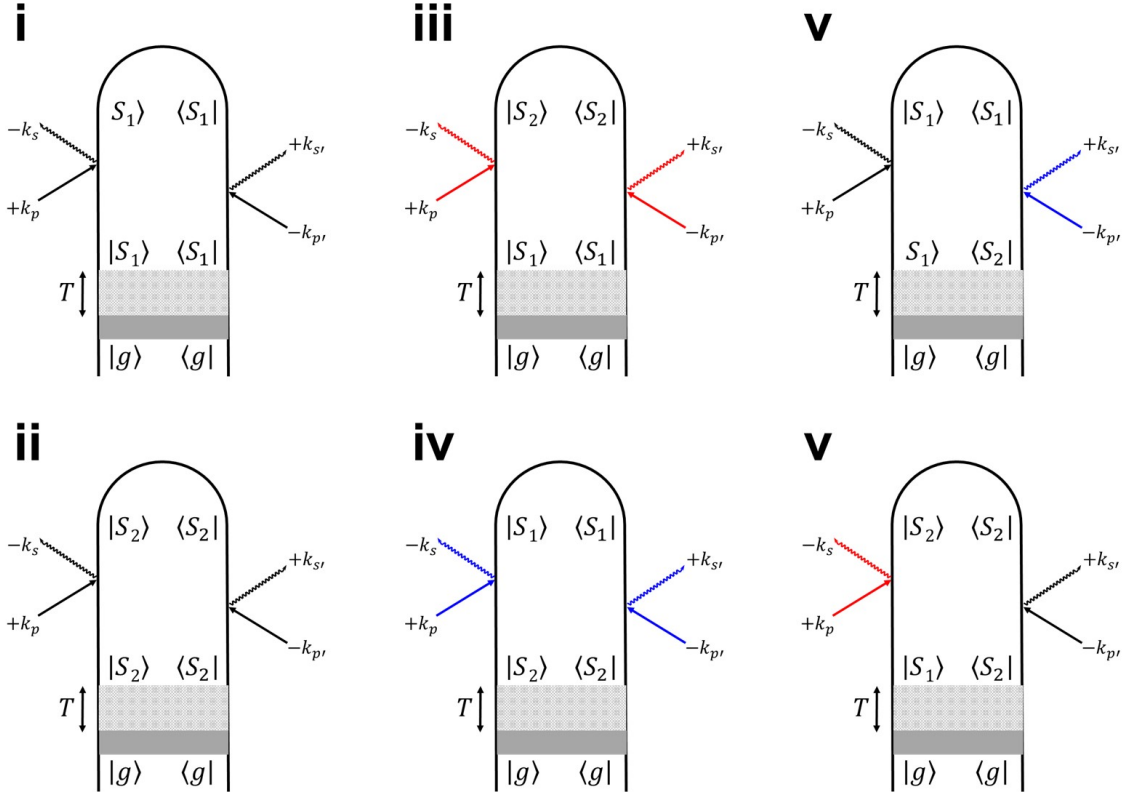 i
S₁⟩ ⟨S₁|
−kₛ
+kₛ′
+kₚ
−kₚ′
|S₁⟩ ⟨S₁|
T
|g⟩ ⟨g|
iii
|S₂⟩ ⟨S₂|
−kₛ
+kₛ′
+kₚ
−kₚ′
|S₁⟩ ⟨S₁|
T
|g⟩ ⟨g|
v
|S₁⟩ ⟨S₁|
−kₛ
+kₛ′
+kₚ
−kₚ′
S₁⟩ ⟨S₂|
T
|g⟩ ⟨g|
ii
|S₂⟩ ⟨S₂|
−kₛ
+kₛ′
+kₚ
−kₚ′
|S₂⟩ ⟨S₂|
T
|g⟩ ⟨g|
iv
|S₁⟩ ⟨S₁|
−kₛ
+kₛ′
+kₚ
−kₚ′
|S₂⟩ ⟨S₂|
T
|g⟩ ⟨g|
v
|S₂⟩ ⟨S₂|
−kₛ
+kₛ′
+kₚ
−kₚ′
|S₁⟩ ⟨S₂|
T
|g⟩ ⟨g|